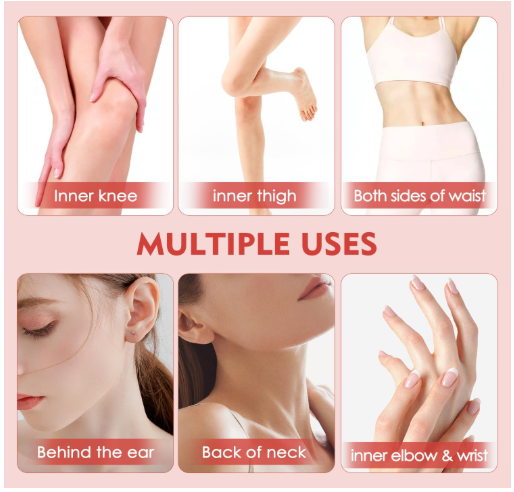 Inner knee
inner thigh
Both sides of waist
MULTIPLE USES
Behind the ear
Back of neck
inner elbow & wrist